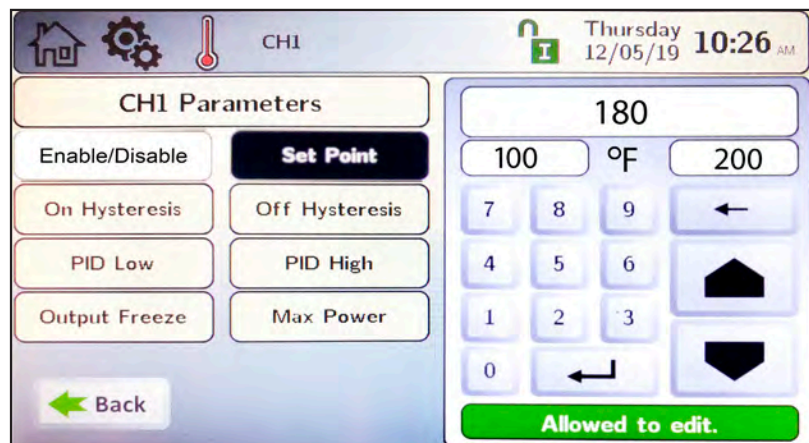 CH1
Thursday
12/05/19
10:26 AM
CH1 Parameters
Enable/Disable
Set Point
On Hysteresis
Off Hysteresis
PID Low
PID High
Output Freeze
Max Power
Back
180
100 °F 200
7 8 9
4 5 6
1 2 3
0
Allowed to edit.
I